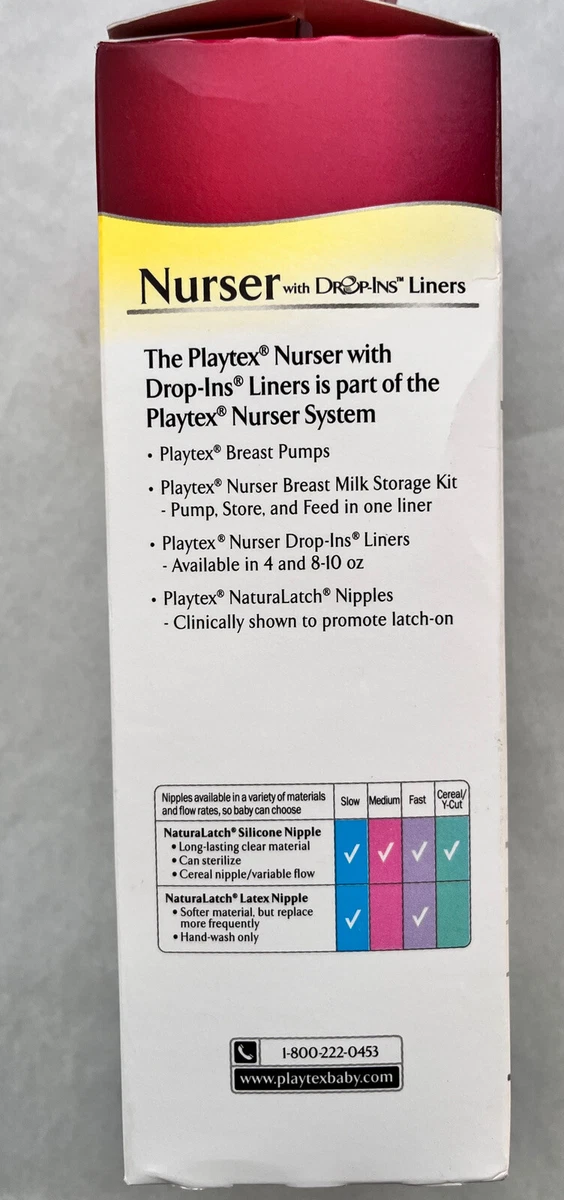 Nurser with DROP-INS™ Liners
The Playtex® Nurser with
Drop-Ins® Liners is part of the
Playtex® Nurser System
• Playtex® Breast Pumps
• Playtex® Nurser Breast Milk Storage Kit
- Pump, Store, and Feed in one liner
• Playtex® Nurser Drop-Ins® Liners
- Available in 4 and 8-10 oz
• Playtex® NaturaLatch® Nipples
- Clinically shown to promote latch-on
Nipples available in a variety of materials
and flow rates, so baby can choose
Slow
Medium
Fast
Cereal/
Y-Cut
NaturaLatch® Silicone Nipple
• Long-lasting clear material
• Can sterilize
• Cereal nipple/variable flow
✓ ✓ ✓ ✓
NaturaLatch® Latex Nipple
• Softer material, but replace
more frequently
• Hand-wash only
✓ ✓
1-800-222-0453
www.playtexbaby.com